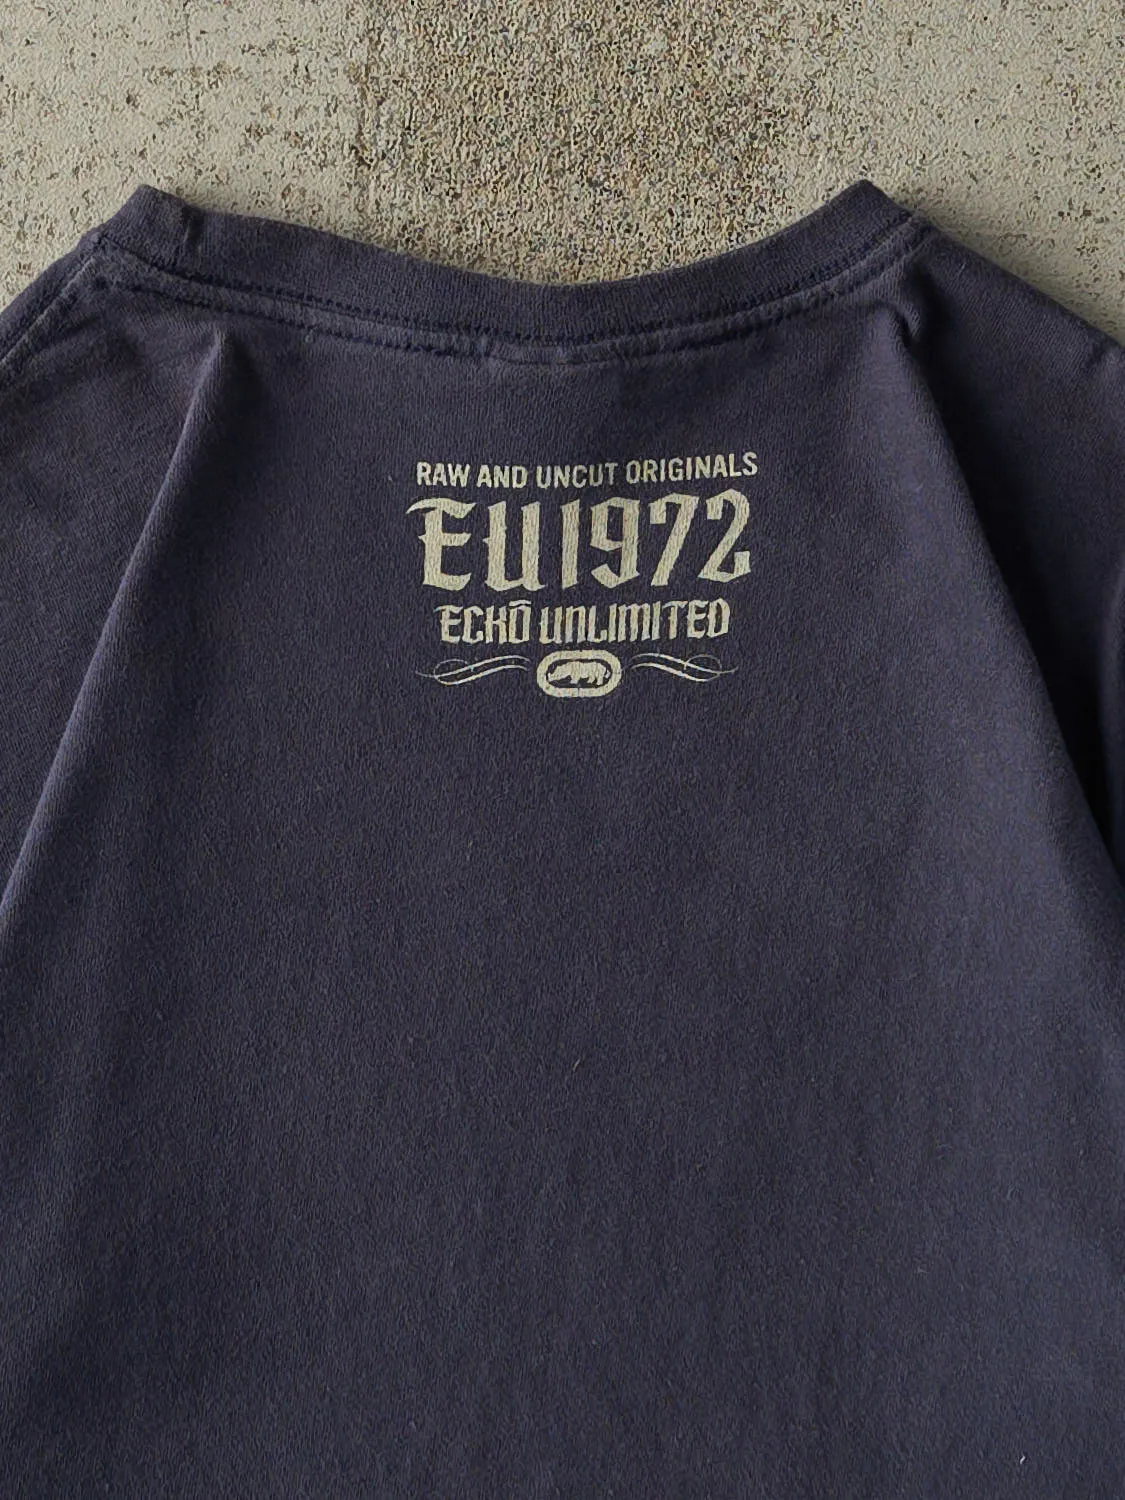 RAW AND UNCUT ORIGINALS
EU1972
ECKŌ UNLIMITED